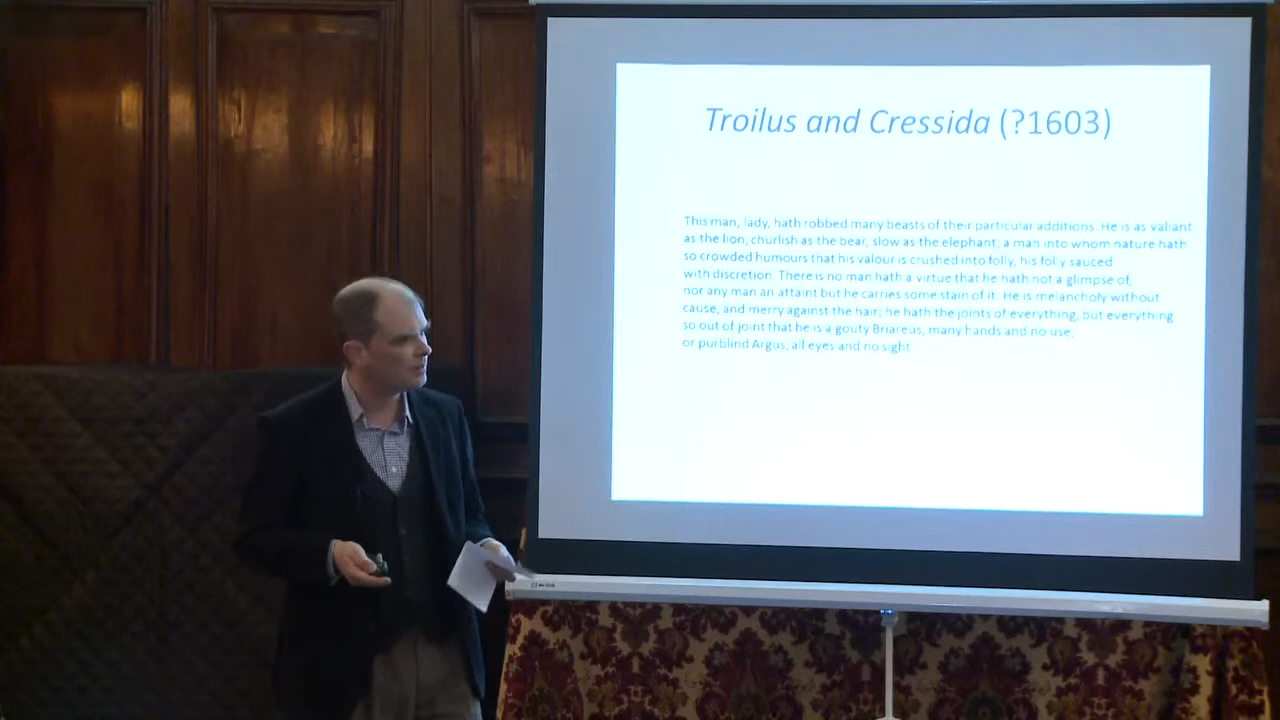 Troilus and Cressida (?1603)
This man, lady, hath robbed many beasts of their particular additions. He is as valiant
as the lion, churlish as the bear, slow as the elephant; a man into whom nature hath
so crowded humours that his valour is crushed into folly, his folly sauced
with discretion. There is no man hath a virtue that he hath not a glimpse of,
nor any man an attaint but he carries some stain of it. He is melancholy without
cause, and merry against the hair; he hath the joints of everything, but everything
so out of joint that he is a gouty Briareus, many hands and no use,
or purblind Argus, all eyes and no sight.